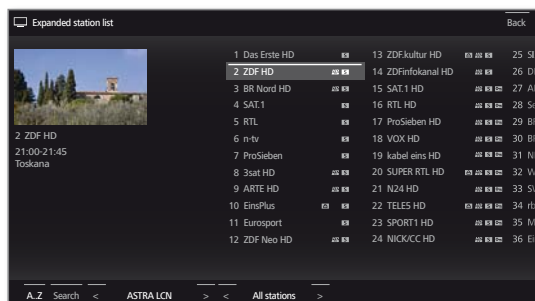 Expanded station list
Back
2 ZDF HD
21:00-21:45
Toskana
1 Das Erste HD
2 ZDF HD
3 BR Nord HD
4 SAT.1
5 RTL
6 n-tv
7 ProSieben
8 3sat HD
9 ARTE HD
10 EinsPlus
11 Eurosport
12 ZDF Neo HD
13 ZDF.kultur HD
14 ZDFinfokanal HD
15 SAT.1 HD
16 RTL HD
17 ProSieben HD
18 VOX HD
19 kabel eins HD
20 SUPER RTL HD
21 N24 HD
22 TELE5 HD
23 SPORT1 HD
24 NICK/CC HD
25
26
27
28
29
30
31
32
33
34
35
36
A..Z Search < ASTRA LCN > < All stations >